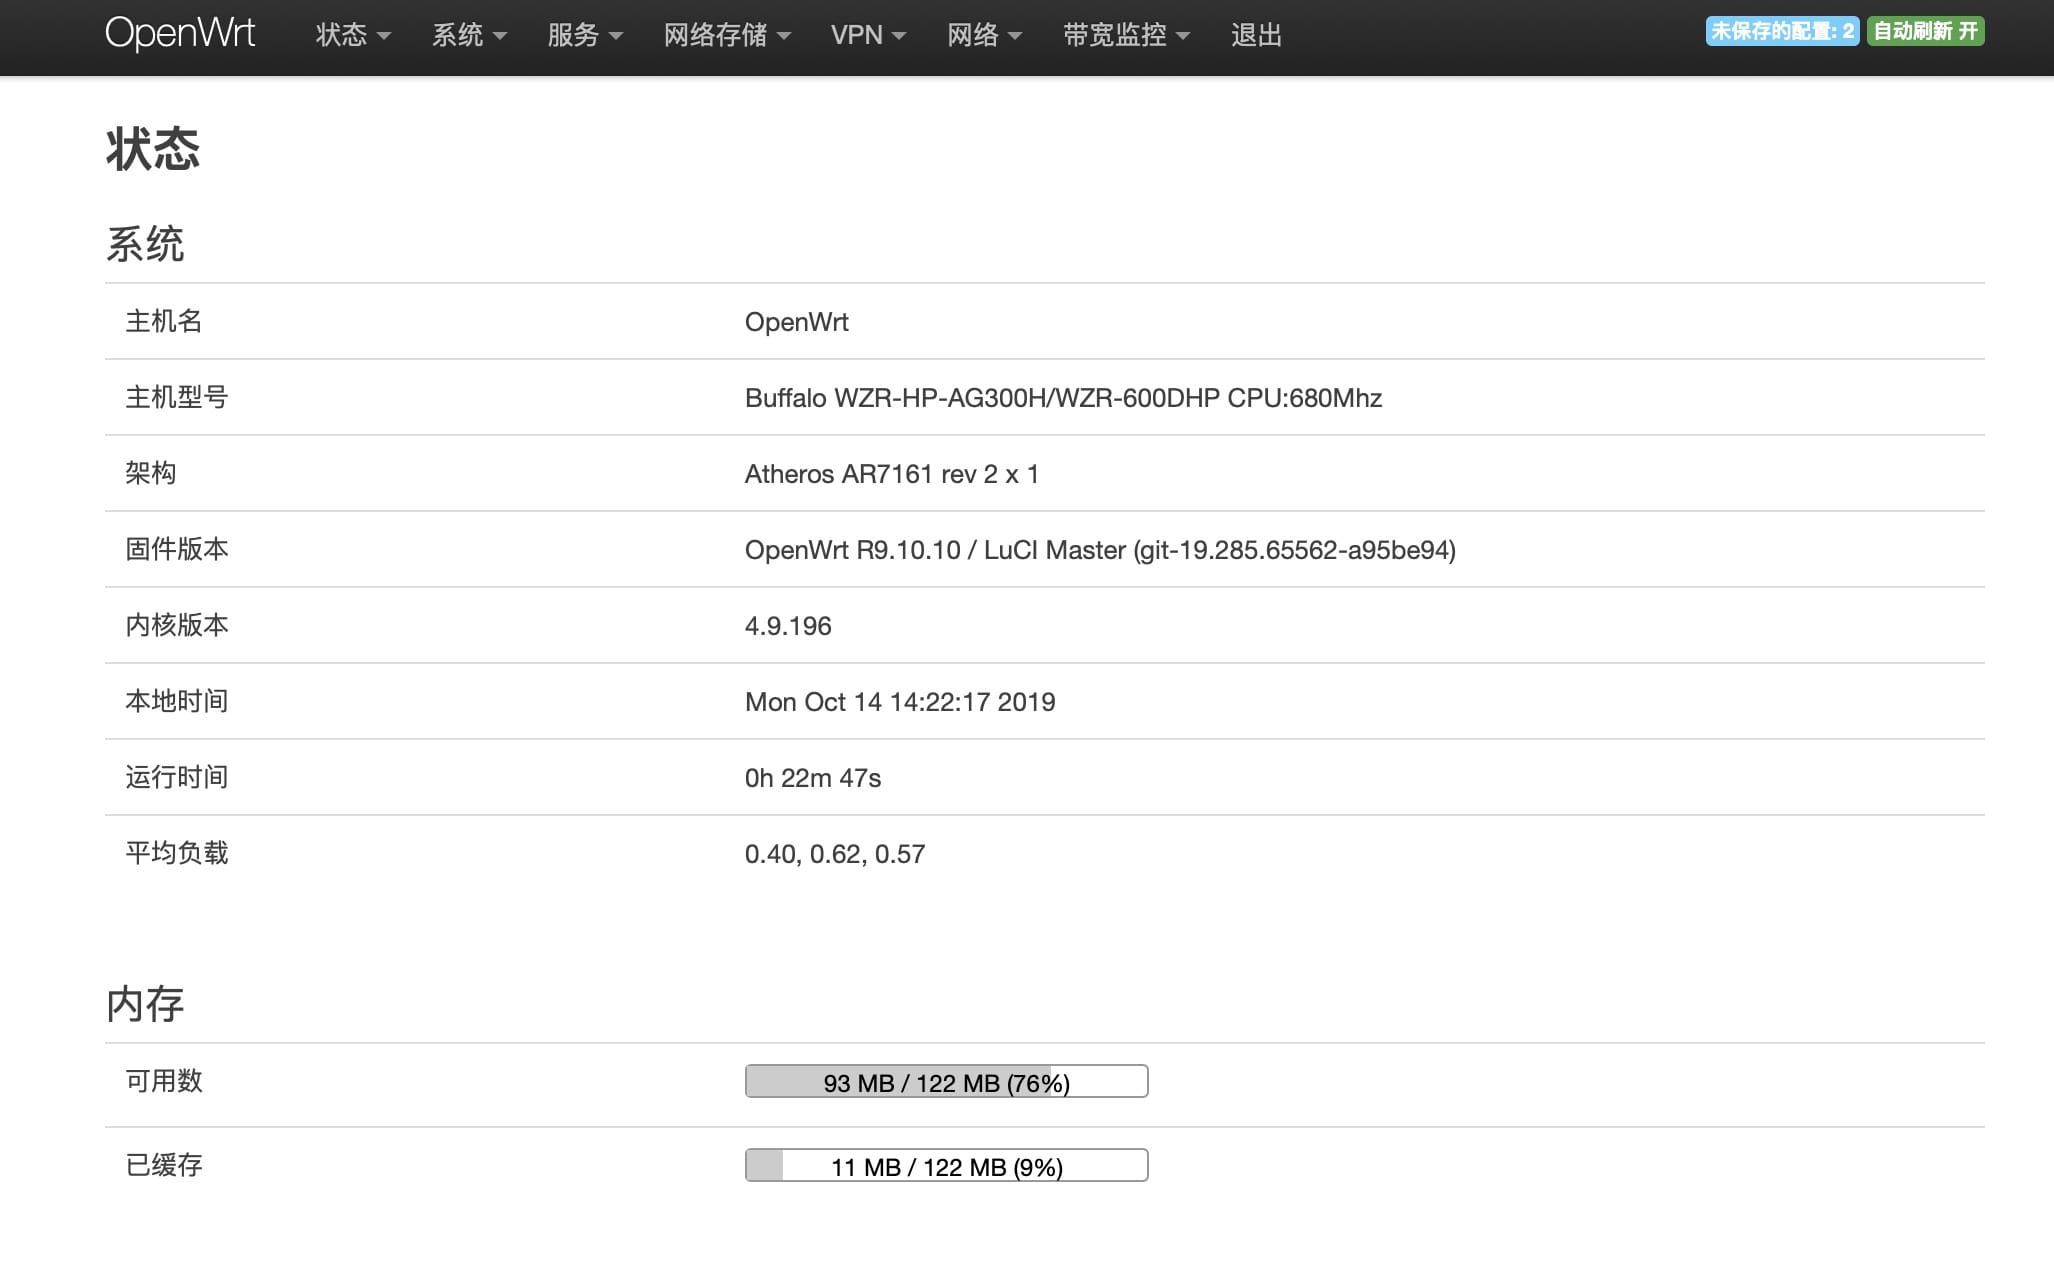 OpenWrt 状态 系统 服务 网络存储 VPN 网络 带宽监控 退出 未保存的配置: 2 自动刷新 开
状态
系统
主机名 OpenWrt
主机型号 Buffalo WZR-HP-AG300H/WZR-600DHP CPU:680Mhz
架构 Atheros AR7161 rev 2 x 1
固件版本 OpenWrt R9.10.10 / LuCI Master (git-19.285.65562-a95be94)
内核版本 4.9.196
本地时间 Mon Oct 14 14:22:17 2019
运行时间 0h 22m 47s
平均负载 0.40, 0.62, 0.57
内存
可用数 93 MB / 122 MB (76%)
已缓存 11 MB / 122 MB (9%)